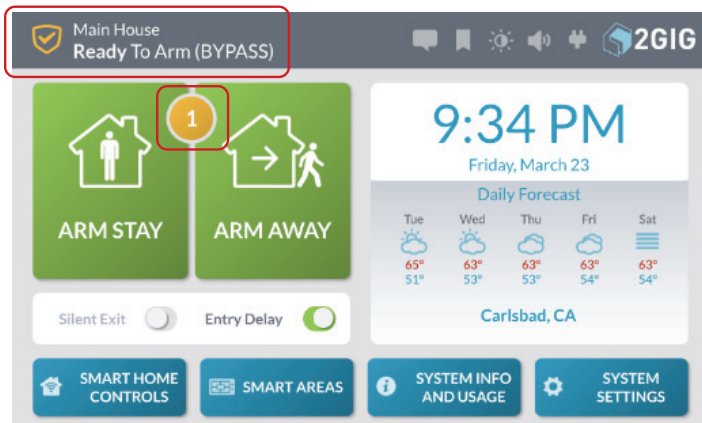 Main House
Ready To Arm (BYPASS)
2GIG
1
ARM STAY
ARM AWAY
Silent Exit
Entry Delay
9:34 PM
Friday, March 23
Daily Forecast
Tue Wed Thu Fri Sat
65° 63° 63° 63° 63°
51° 53° 53° 54° 54°
Carlsbad, CA
SMART HOME
CONTROLS
SMART AREAS
SYSTEM INFO
AND USAGE
SYSTEM
SETTINGS